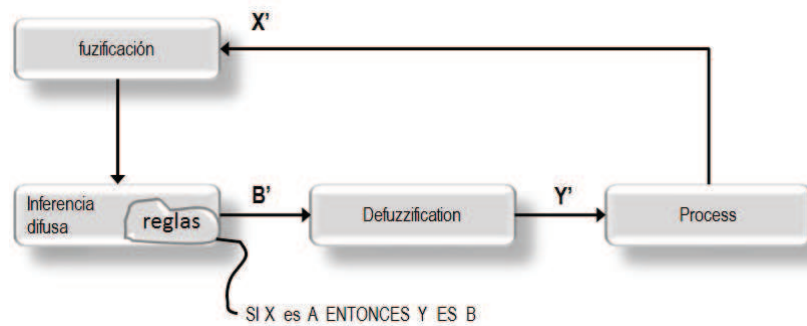 X'
fuzificación
Inferencia
difusa
reglas
B'
Defuzzification
Y'
Process
SI X es A ENTONCES Y ES B